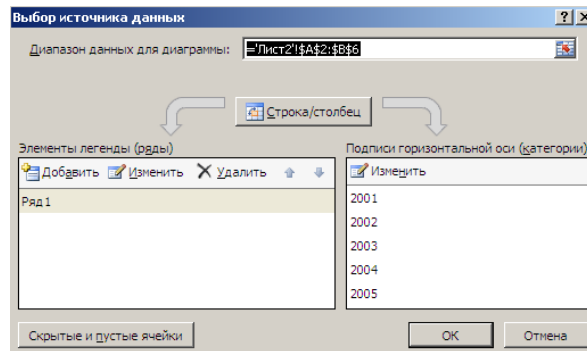 Выбор источника данных
Диапазон данных для диаграммы: ='Лист2'!$A$2:$B$6
Строка/столбец
Элементы легенды (ряды)
Добавить Изменить Удалить
Ряд1
Подписи горизонтальной оси (категории)
Изменить
2001
2002
2003
2004
2005
Скрытые и пустые ячейки
OK Отмена